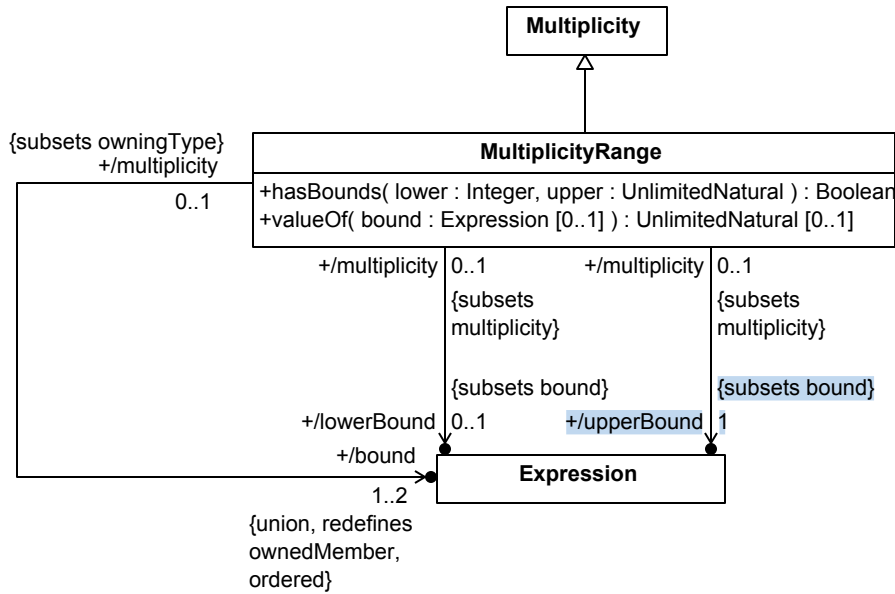 Multiplicity
{subsets owningType}
+/multiplicity
0..1
MultiplicityRange
+hasBounds( lower : Integer, upper : UnlimitedNatural ) : Boolean
+valueOf( bound : Expression [0..1] ) : UnlimitedNatural [0..1]
+/multiplicity 0..1
{subsets
multiplicity}
+/multiplicity 0..1
{subsets
multiplicity}
{subsets bound}
+/lowerBound 0..1
{subsets bound}
+/upperBound 1
+/bound
1..2
{union, redefines
ownedMember,
ordered}
Expression